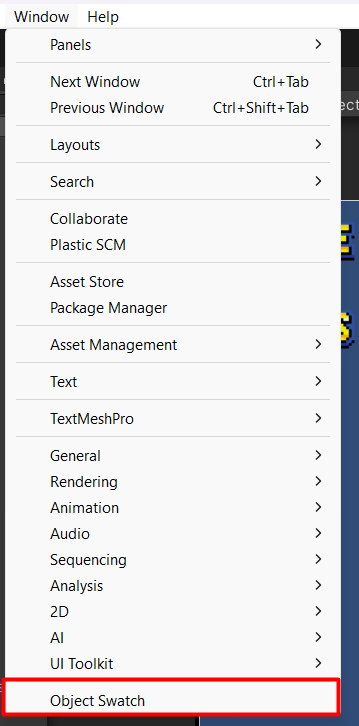 Window Help
Panels
Next Window Ctrl+Tab
Previous Window Ctrl+Shift+Tab
Layouts
Search
Collaborate
Plastic SCM
Asset Store
Package Manager
Asset Management
Text
TextMeshPro
General
Rendering
Animation
Audio
Sequencing
Analysis
2D
AI
UI Toolkit
Object Swatch